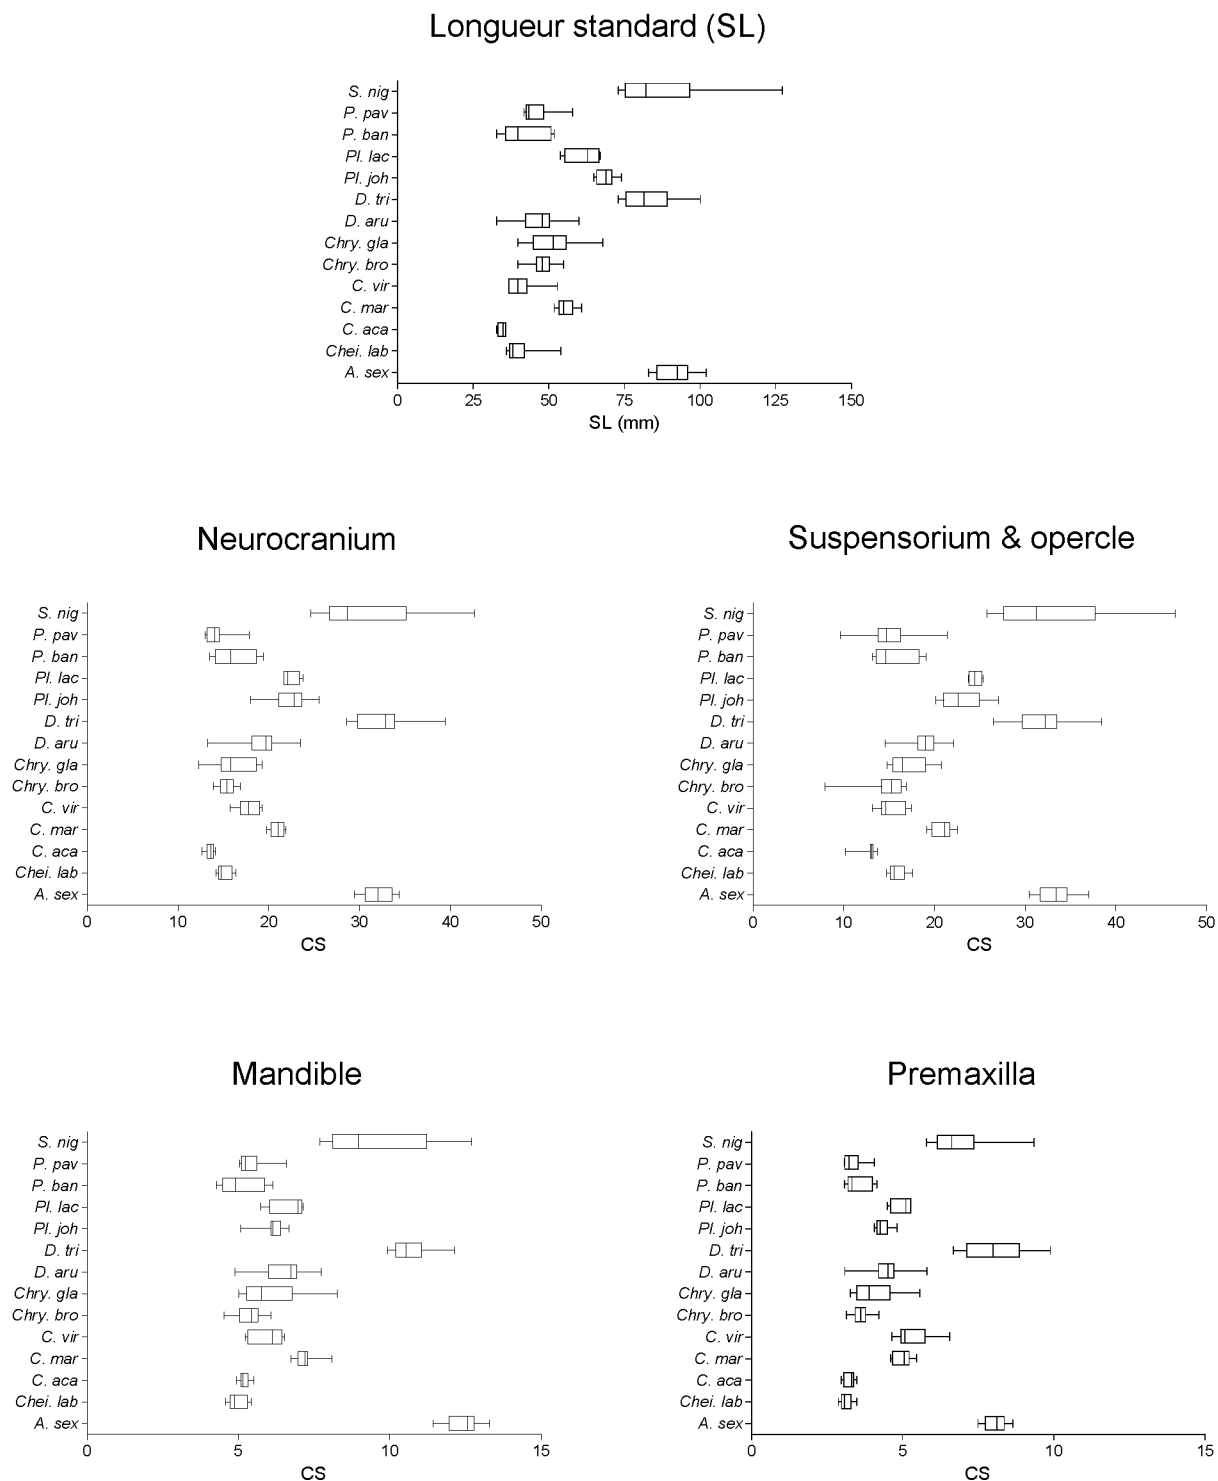 Longueur standard (SL)
S. nig
P. pav
P. ban
Pl. lac
Pl. joh
D. tri
D. aru
Chry. gla
Chry. bro
C. vir
C. mar
C. aca
Chei. lab
A. sex
0 25 50 75 100 125 150
SL (mm)
Neurocranium
S. nig
P. pav
P. ban
Pl. lac
Pl. joh
D. tri
D. aru
Chry. gla
Chry. bro
C. vir
C. mar
C. aca
Chei. lab
A. sex
0 10 20 30 40 50
CS
Suspensorium & opercle
S. nig
P. pav
P. ban
Pl. lac
Pl. joh
D. tri
D. aru
Chry. gla
Chry. bro
C. vir
C. mar
C. aca
Chei. lab
A. sex
0 10 20 30 40 50
CS
Mandible
S. nig
P. pav
P. ban
Pl. lac
Pl. joh
D. tri
D. aru
Chry. gla
Chry. bro
C. vir
C. mar
C. aca
Chei. lab
A. sex
0 5 10 15
CS
Premaxilla
S. nig
P. pav
P. ban
Pl. lac
Pl. joh
D. tri
D. aru
Chry. gla
Chry. bro
C. vir
C. mar
C. aca
Chei. lab
A. sex
0 5 10 15
CS